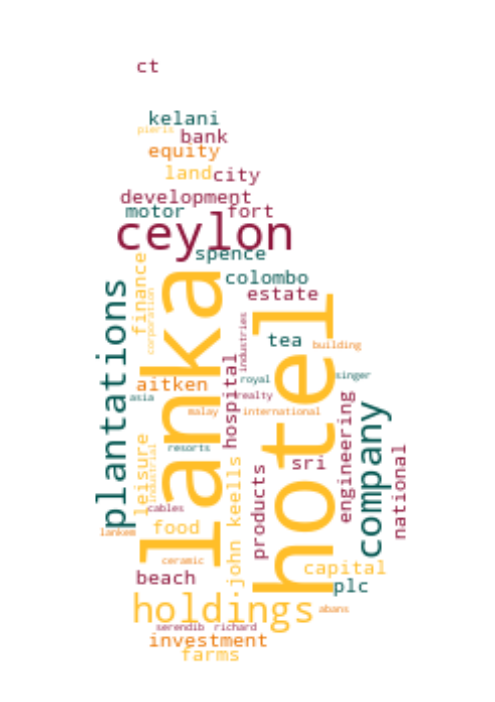 ct
kelani
pieris
bank
equity
land
city
development
motor
fort
ceylon
spence
finance
corporation
lanka
colombo
estate
plantations
hotel
industries
tea
building
aitken
royal
singer
asia
realty
malay
international
hospital
resorts
leisure
industrial
engineering
company
national
sri
products
john keells
cables
food
lankem
ceramic
capital
beach
plc
holdings
abans
serendib
richard
investment
farms